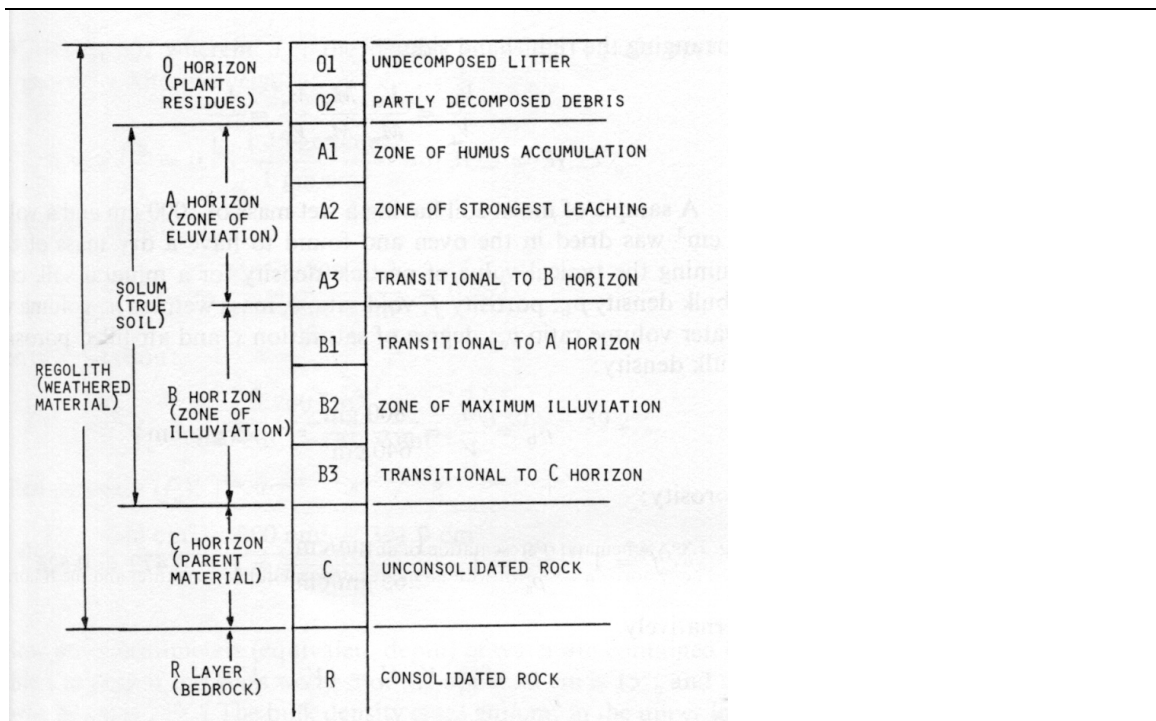 O HORIZON
(PLANT
RESIDUES)
O1 UNDECOMPOSED LITTER
O2 PARTLY DECOMPOSED DEBRIS
A1 ZONE OF HUMUS ACCUMULATION
A HORIZON
(ZONE OF
ELUVIATION)
A2 ZONE OF STRONGEST LEACHING
A3 TRANSITIONAL TO B HORIZON
SOLUM
(TRUE
SOIL)
B1 TRANSITIONAL TO A HORIZON
REGOLITH
(WEATHERED
MATERIAL)
B HORIZON
(ZONE OF
ILLUVIATION)
B2 ZONE OF MAXIMUM ILLUVIATION
B3 TRANSITIONAL TO C HORIZON
C HORIZON
(PARENT
MATERIAL)
C UNCONSOLIDATED ROCK
R LAYER
(BEDROCK)
R CONSOLIDATED ROCK